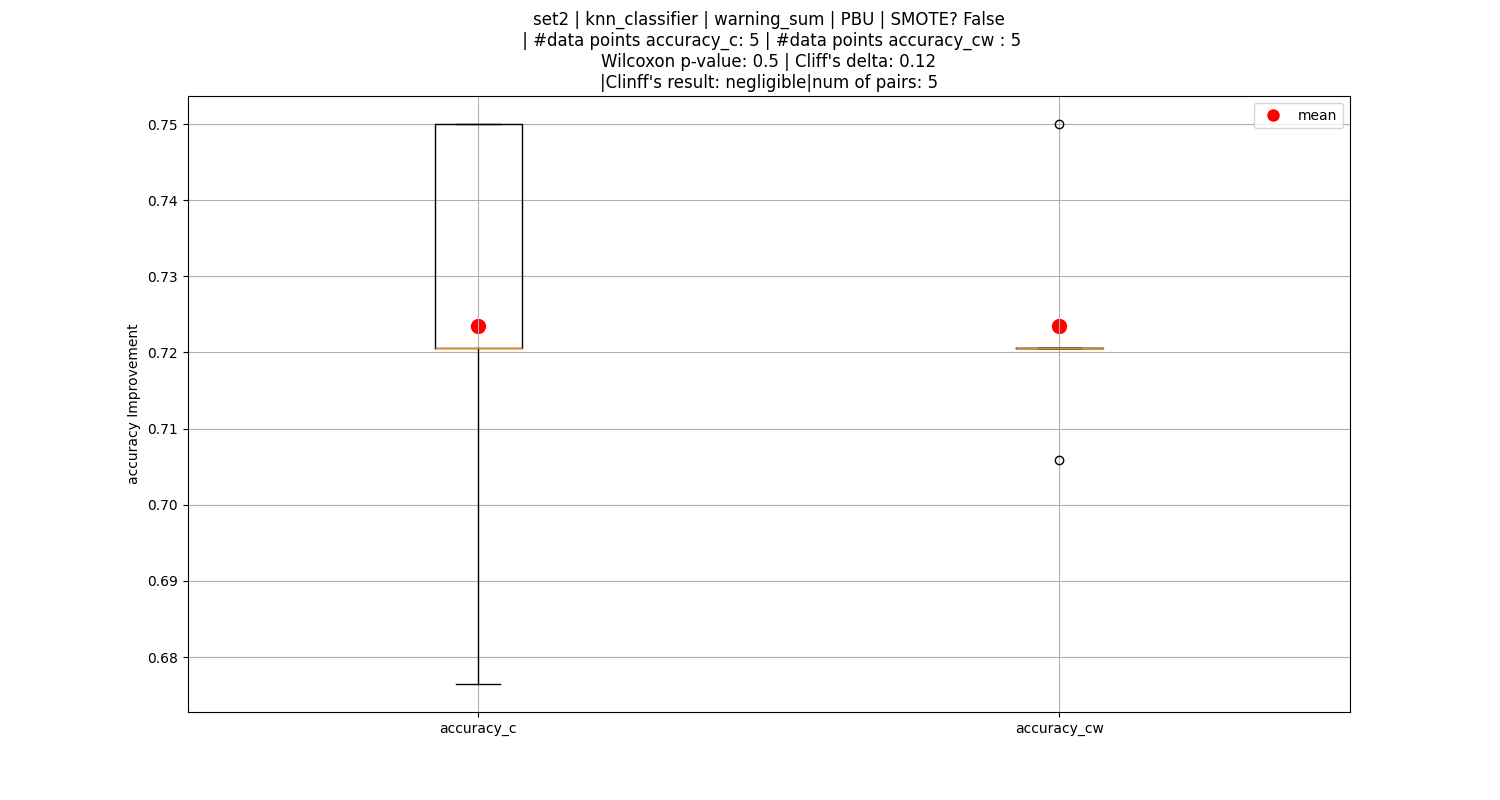 set2 | knn_classifier | warning_sum | PBU | SMOTE? False
| #data points accuracy_c: 5 | #data points accuracy_cw : 5
Wilcoxon p-value: 0.5 | Cliff's delta: 0.12
|Clinff's result: negligible|num of pairs: 5
mean
0.75
0.74
0.73
0.72
0.71
0.70
0.69
0.68
accuracy Improvement
accuracy_c
accuracy_cw